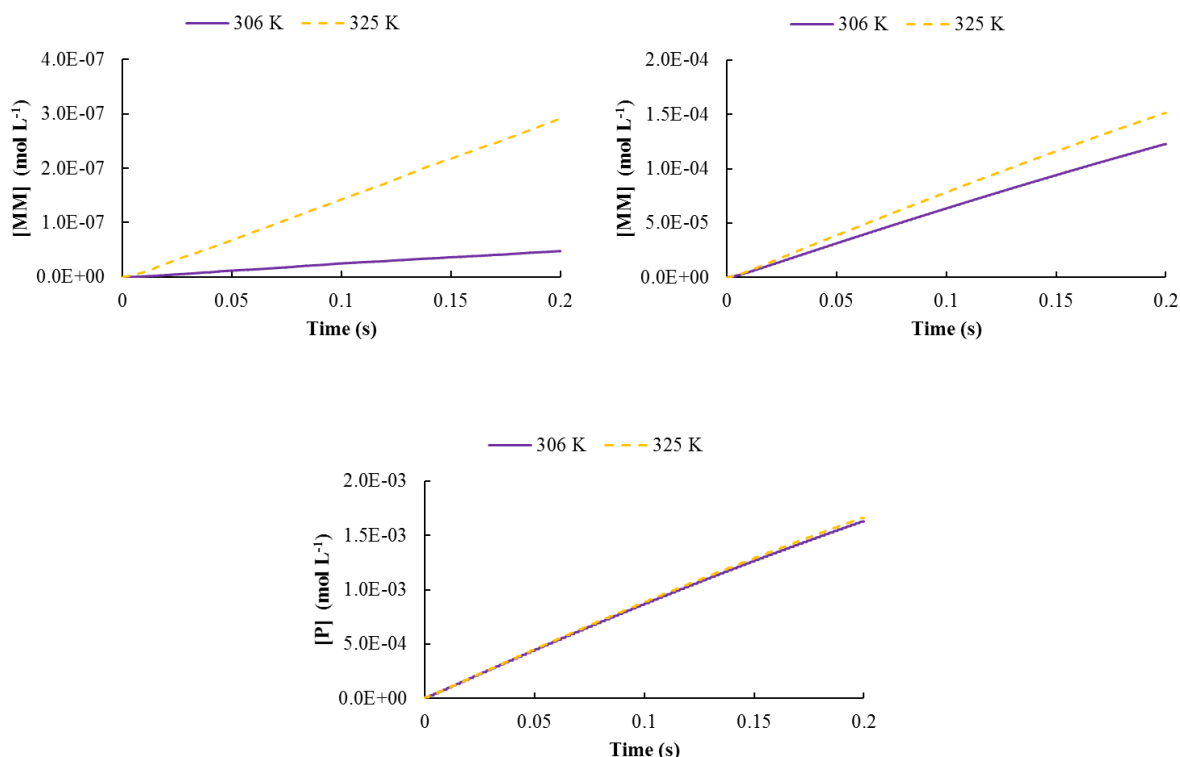 306 K 325 K
4.0E-07
3.0E-07
2.0E-07
1.0E-07
0.0E+00
[MM] (mol L⁻¹)
0 0.05 0.1 0.15 0.2
Time (s)
306 K 325 K
2.0E-04
1.5E-04
1.0E-04
5.0E-05
0.0E+00
[MM] (mol L⁻¹)
0 0.05 0.1 0.15 0.2
Time (s)
306 K 325 K
2.0E-03
1.5E-03
1.0E-03
5.0E-04
0.0E+00
[P] (mol L⁻¹)
0 0.05 0.1 0.15 0.2
Time (s)